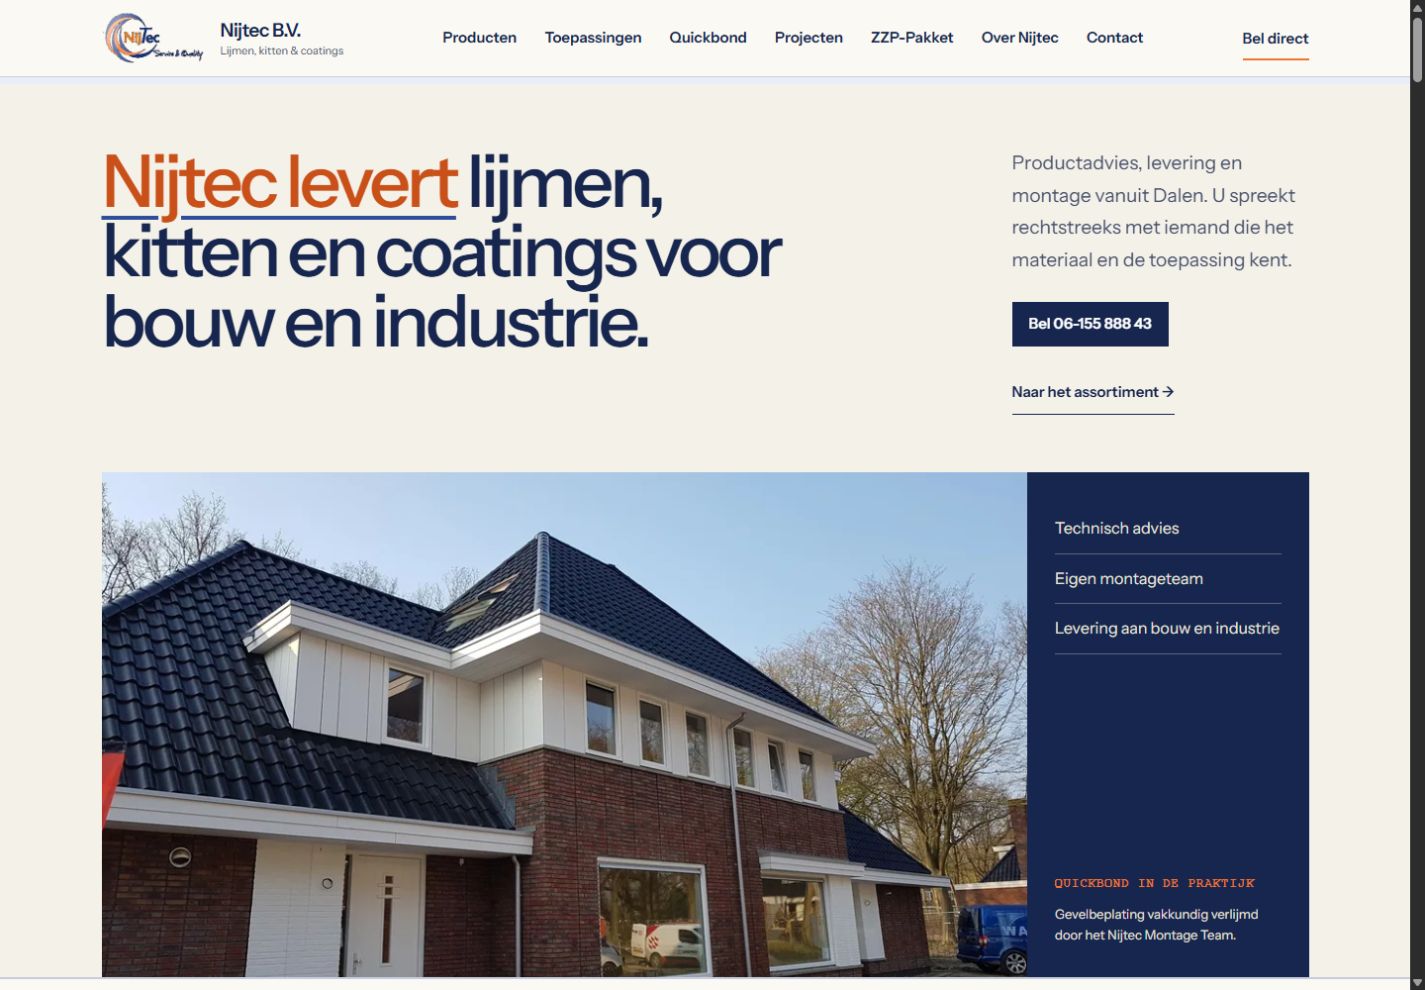 NijTec
Service & Quality
Nijtec B.V.
Lijmen, kitten & coatings
Producten
Toepassingen
Quickbond
Projecten
ZZP-Pakket
Over Nijtec
Contact
Bel direct
Nijtec levert lijmen,
kitten en coatings voor
bouw en industrie.
Productadvies, levering en
montage vanuit Dalen. U spreekt
rechtstreeks met iemand die het
materiaal en de toepassing kent.
Bel 06-155 888 43
Naar het assortiment →
Technisch advies
Eigen montageteam
Levering aan bouw en industrie
QUICKBOND IN DE PRAKTIJK
Gevelbeplating vakkundig verlijmd
door het Nijtec Montage Team.